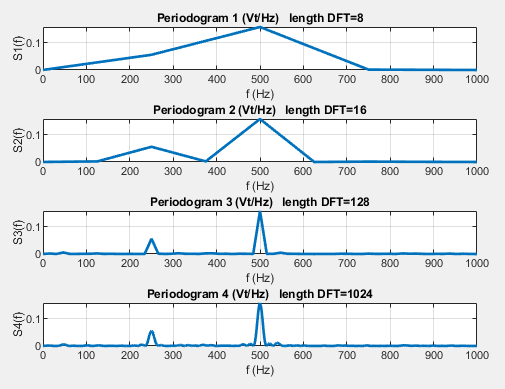 Periodogram 1 (Vt/Hz) length DFT=8
S1(f)
0.1
0
0 100 200 300 400 500 600 700 800 900 1000
f (Hz)
Periodogram 2 (Vt/Hz) length DFT=16
S2(f)
0.1
0
0 100 200 300 400 500 600 700 800 900 1000
f (Hz)
Periodogram 3 (Vt/Hz) length DFT=128
S3(f)
0.1
0
0 100 200 300 400 500 600 700 800 900 1000
f (Hz)
Periodogram 4 (Vt/Hz) length DFT=1024
S4(f)
0.1
0
0 100 200 300 400 500 600 700 800 900 1000
f (Hz)